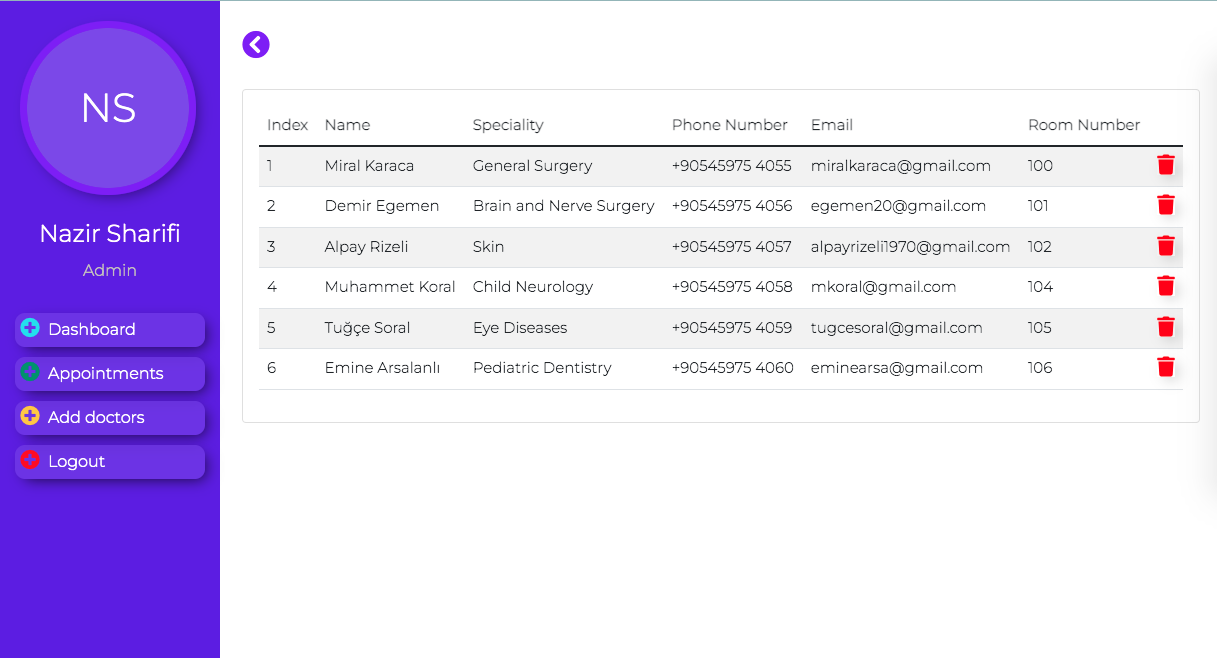 NS
Nazir Sharifi
Admin
Dashboard
Appointments
Add doctors
Logout
Index Name Speciality Phone Number Email Room Number
1 Miral Karaca General Surgery +90545975 4055 miralkaraca@gmail.com 100
2 Demir Egemen Brain and Nerve Surgery +90545975 4056 egemen20@gmail.com 101
3 Alpay Rizeli Skin +90545975 4057 alpayrizeli1970@gmail.com 102
4 Muhammet Koral Child Neurology +90545975 4058 mkoral@gmail.com 104
5 Tuğçe Soral Eye Diseases +90545975 4059 tugcesoral@gmail.com 105
6 Emine Arsalanlı Pediatric Dentistry +90545975 4060 eminearsa@gmail.com 106